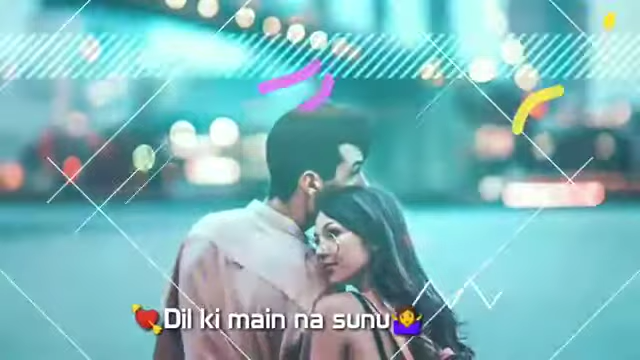 💘Dil ki main na sunu🤷‍♀️